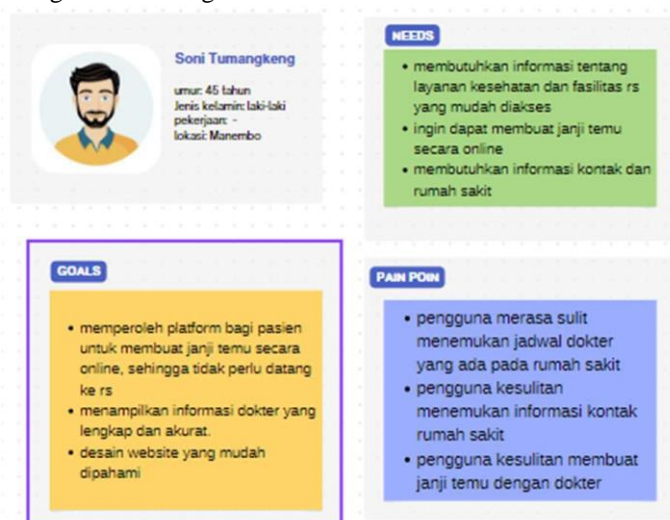 Soni Tumangkeng
umur: 45 tahun
Jenis kelamin: laki-laki
pekerjaan: -
lokasi: Manembo
NEEDS
• membutuhkan informasi tentang
layanan kesehatan dan fasilitas rs
yang mudah diakses
• ingin dapat membuat janji temu
secara online
• membutuhkan informasi kontak dan
rumah sakit
GOALS
• memperoleh platform bagi pasien
untuk membuat janji temu secara
online, sehingga tidak perlu datang
ke rs
• menampilkan informasi dokter yang
lengkap dan akurat.
• desain website yang mudah
dipahami
PAIN POIN
• pengguna merasa sulit
menemukan jadwal dokter
yang ada pada rumah sakit
• pengguna kesulitan
menemukan informasi kontak
rumah sakit
• pengguna kesulitan membuat
janji temu dengan dokter